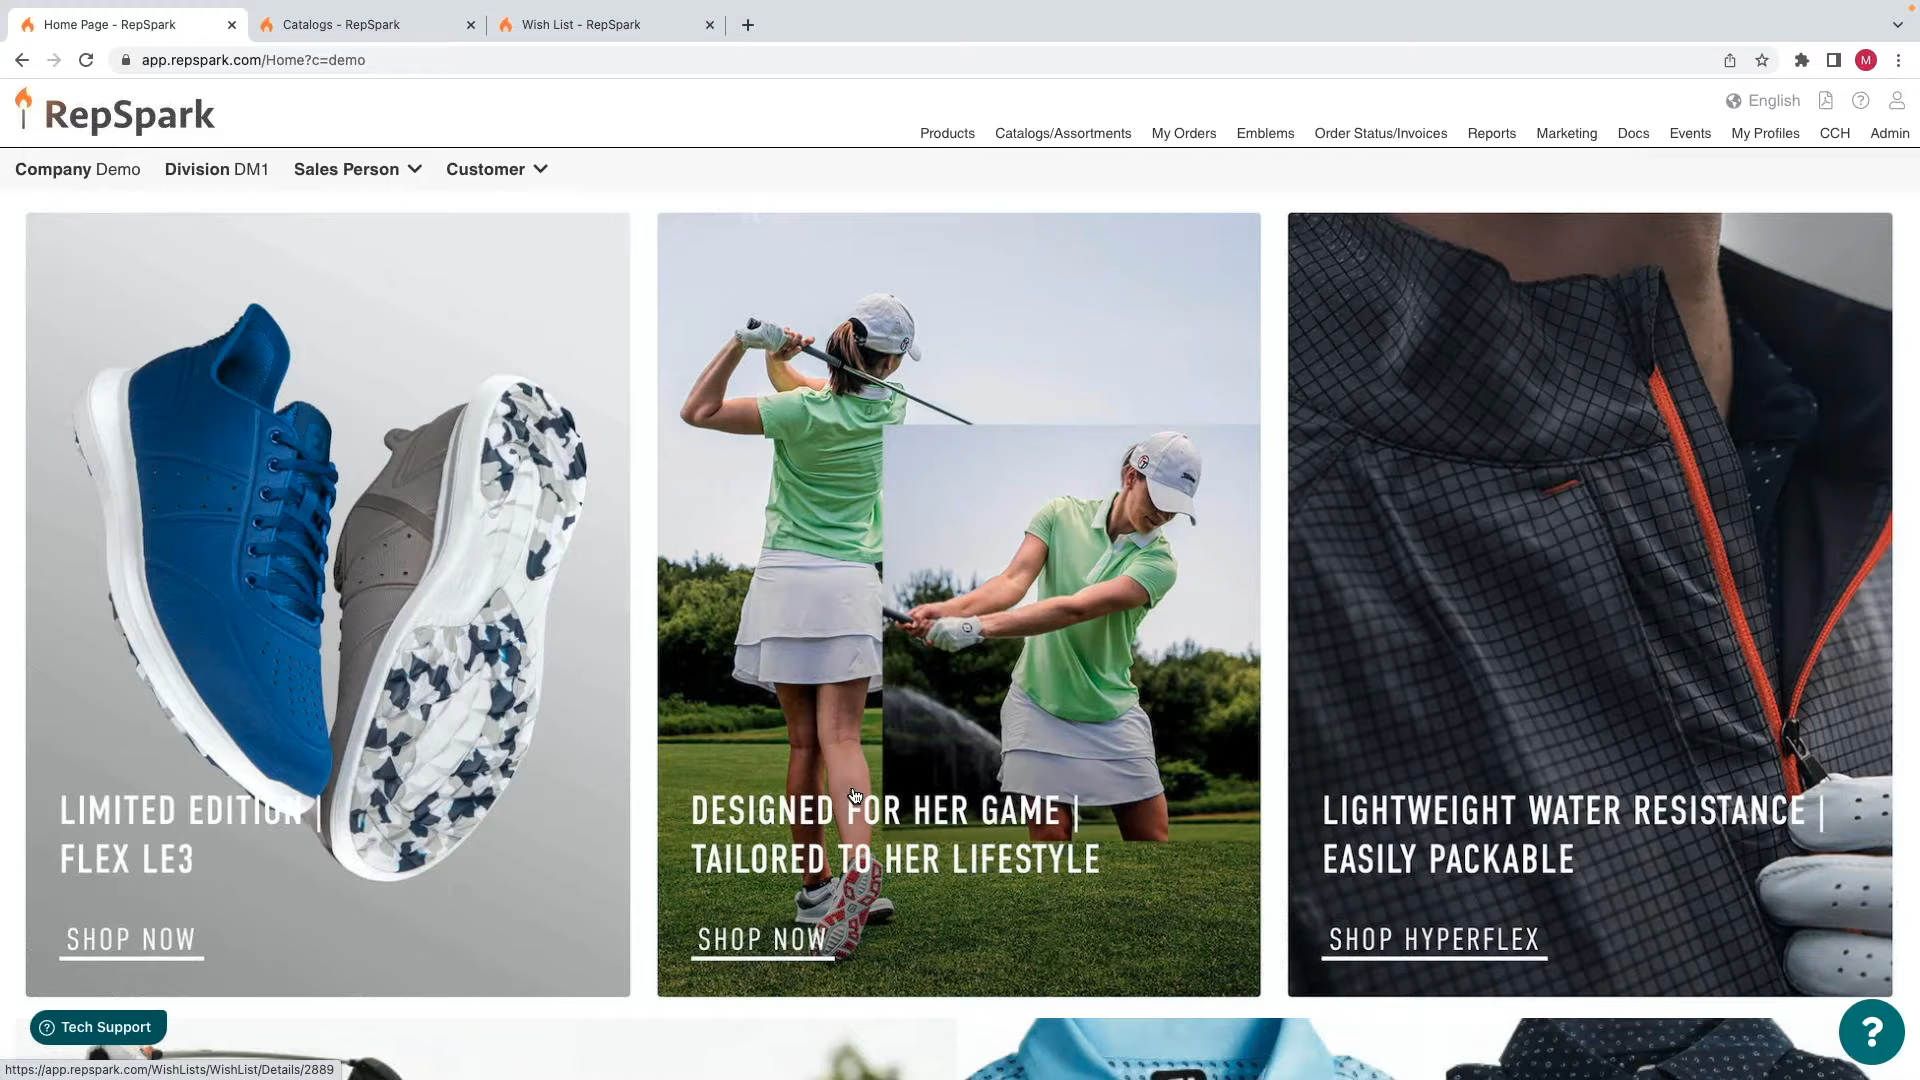 Home Page - RepSpark
Catalogs - RepSpark
Wish List - RepSpark
app.repspark.com/Home?c=demo
M
RepSpark
English
Products
Catalogs/Assortments
My Orders
Emblems
Order Status/Invoices
Reports
Marketing
Docs
Events
My Profiles
CCH
Admin
Company Demo
Division DM1
Sales Person
Customer
LIMITED EDITION |
FLEX LE3
SHOP NOW
DESIGNED FOR HER GAME |
TAILORED TO HER LIFESTYLE
SHOP NOW
LIGHTWEIGHT WATER RESISTANCE |
EASILY PACKABLE
SHOP HYPERFLEX
? Tech Support
?
https://app.repspark.com/WishLists/WishList/Details/2889